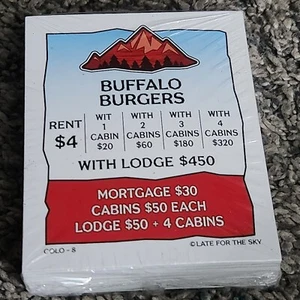 BUFFALO
BURGERS
RENT $4
WIT 1 CABIN $20
WITH 2 CABINS $60
WITH 3 CABINS $180
WITH 4 CABINS $320
WITH LODGE $450
MORTGAGE $30
CABINS $50 EACH
LODGE $50 + 4 CABINS
COLO - 8 © LATE FOR THE SKY